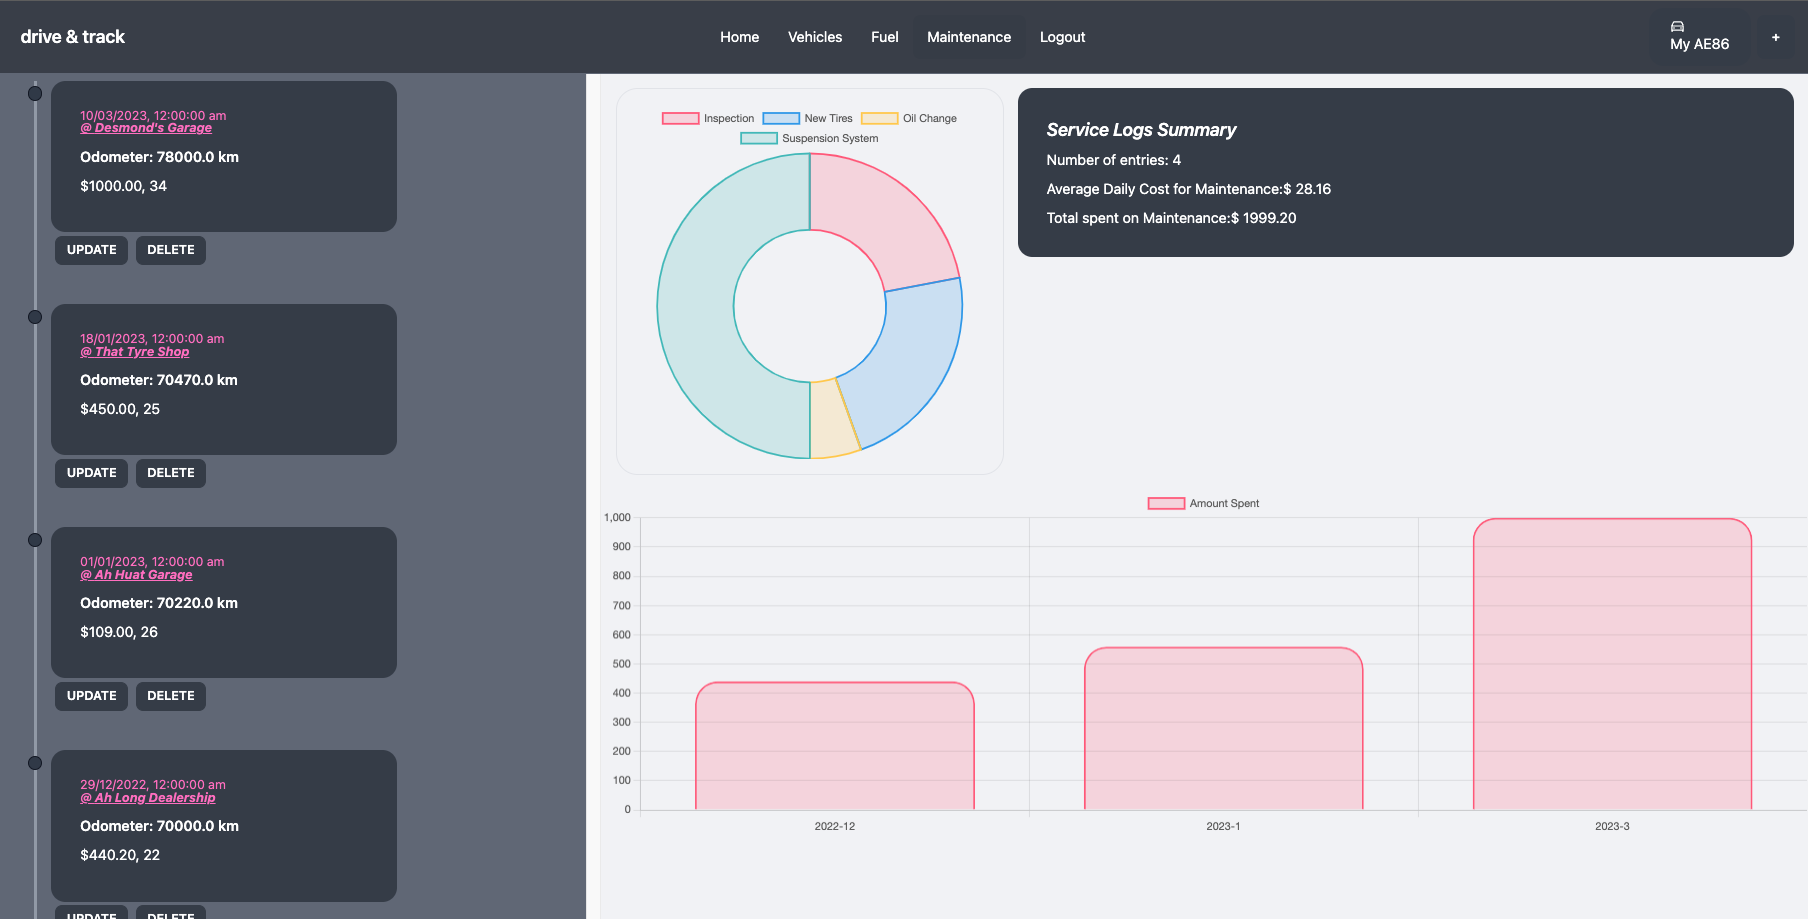 drive & track
Home Vehicles Fuel Maintenance Logout
My AE86
+
10/03/2023, 12:00:00 am
@ Desmond's Garage
Odometer: 78000.0 km
$1000.00, 34
UPDATE DELETE
18/01/2023, 12:00:00 am
@ That Tyre Shop
Odometer: 70470.0 km
$450.00, 25
UPDATE DELETE
01/01/2023, 12:00:00 am
@ Ah Huat Garage
Odometer: 70220.0 km
$109.00, 26
UPDATE DELETE
29/12/2022, 12:00:00 am
@ Ah Long Dealership
Odometer: 70000.0 km
$440.20, 22
UPDATE DELETE
Inspection New Tires Oil Change
Suspension System
Service Logs Summary
Number of entries: 4
Average Daily Cost for Maintenance:$ 28.16
Total spent on Maintenance:$ 1999.20
Amount Spent
1,000
900
800
700
600
500
400
300
200
100
0
2022-12 2023-1 2023-3